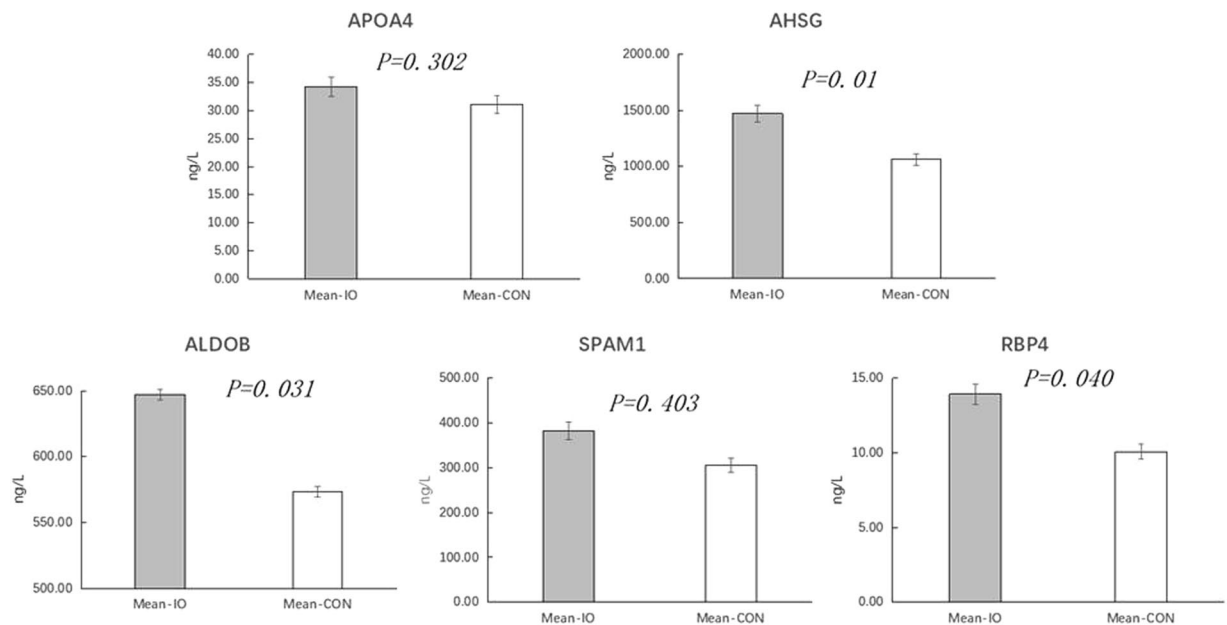 APOA4
P=0. 302
40.00
35.00
30.00
25.00
20.00
15.00
10.00
5.00
0.00
ng/L
Mean-IO
Mean-CON
AHSG
P=0. 01
2000.00
1500.00
1000.00
500.00
0.00
ng/L
Mean-IO
Mean-CON
ALDOB
P=0. 031
650.00
600.00
550.00
500.00
ng/L
Mean-IO
Mean-CON
SPAM1
P=0. 403
500.00
400.00
300.00
200.00
100.00
0.00
ng/L
Mean-IO
Mean-CON
RBP4
P=0. 040
15.00
10.00
5.00
0.00
ng/L
Mean-IO
Mean-CON